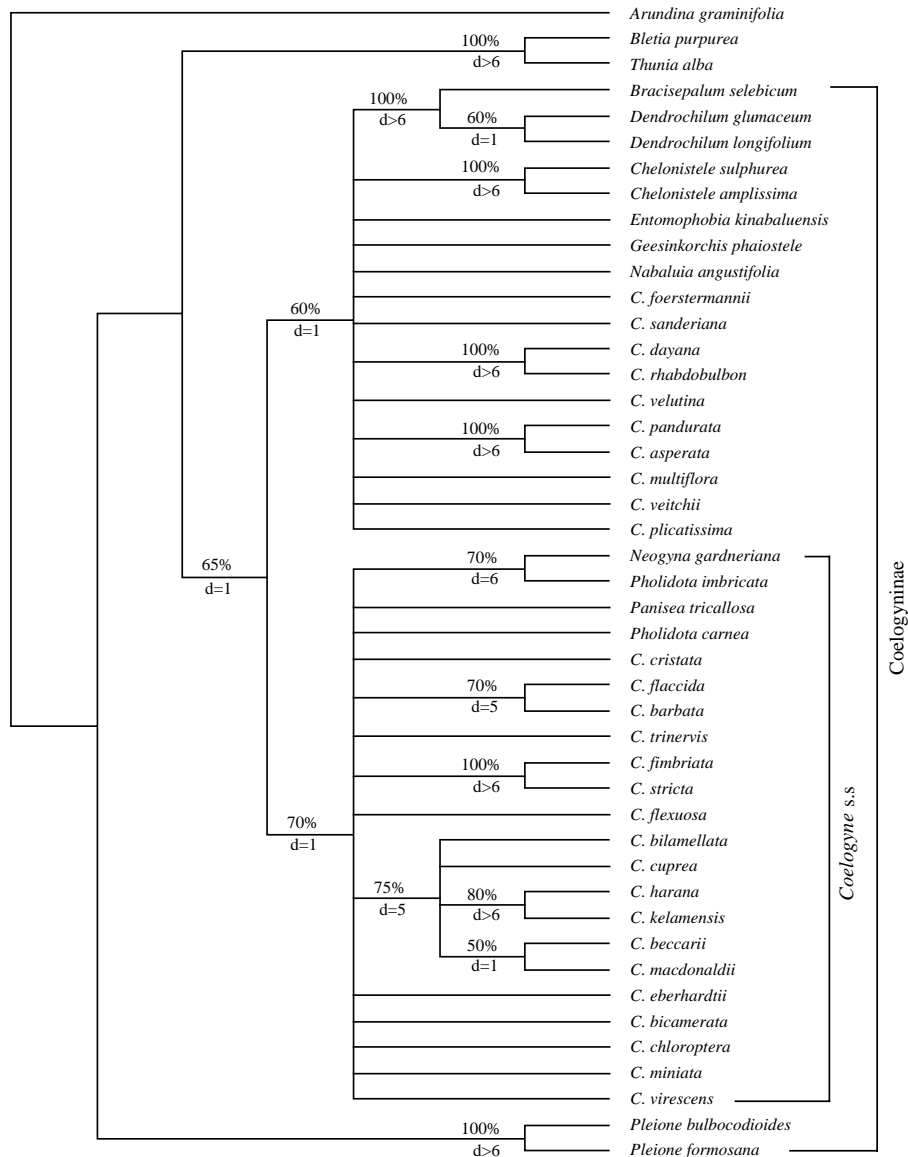 Arundina graminifolia
100%
Bletia purpurea
d>6
Thunia alba
Bracisepalum selebicum
100%
d>6
60%
Dendrochilum glumaceum
d=1
Dendrochilum longifolium
100%
Chelonistele sulphurea
d>6
Chelonistele amplissima
Entomophobia kinabaluensis
Geesinkorchis phaiostele
Nabaluia angustifolia
60%
C. foerstermannii
d=1
C. sanderiana
100%
C. dayana
d>6
C. rhabdobulbon
C. velutina
100%
C. pandurata
d>6
C. asperata
C. multiflora
C. veitchii
C. plicatissima
65%
d=1
70%
Neogyna gardneriana
d=6
Pholidota imbricata
Panisea tricallosa
Pholidota carnea
C. cristata
70%
C. flaccida
d=5
C. barbata
C. trinervis
100%
C. fimbriata
d>6
C. stricta
70%
d=1
C. flexuosa
C. bilamellata
C. cuprea
75%
d=5
80%
C. harana
d>6
C. kelamensis
50%
C. beccarii
d=1
C. macdonaldii
C. eberhardtii
C. bicamerata
C. chloroptera
C. miniata
C. virescens
100%
Pleione bulbocodioides
d>6
Pleione formosana
Coelogyne s.s
Coelogyninae